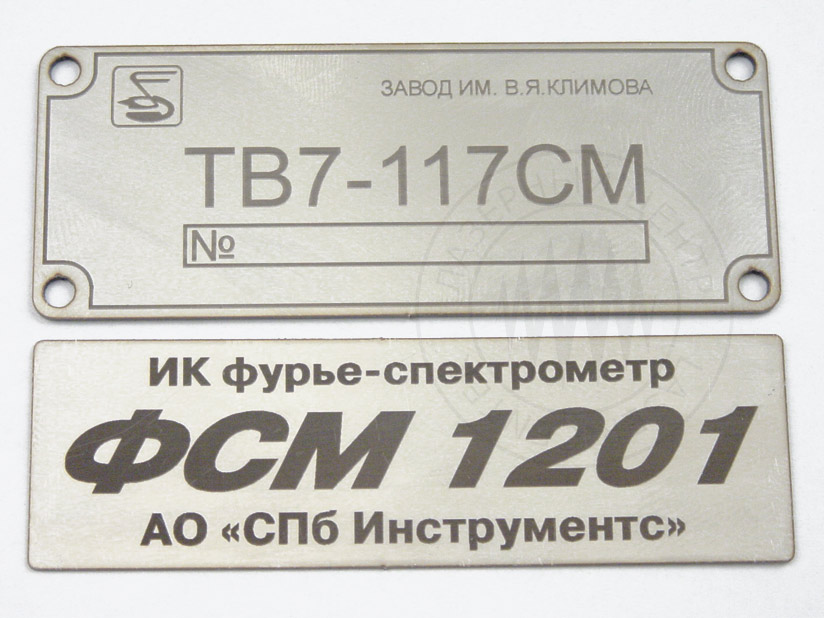 ЗАВОД ИМ. В.Я.КЛИМОВА
ТВ7-117СМ
№
ИК фурье-спектрометр
ФСМ 1201
АО «СПб Инструментс»